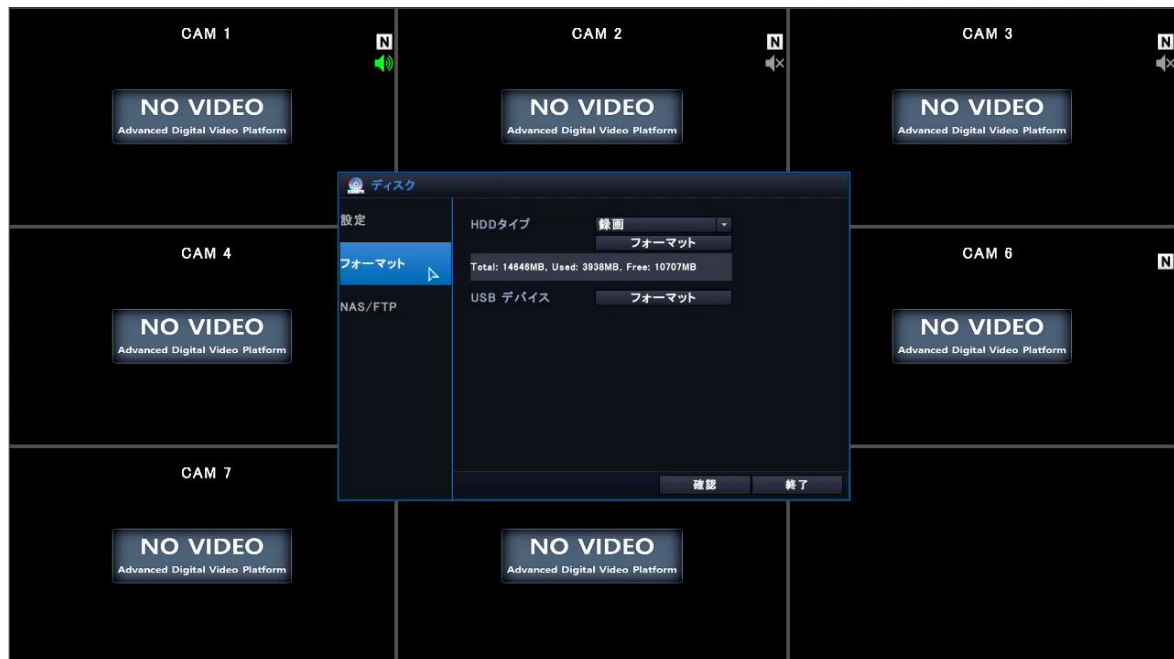 CAM 1
N
NO VIDEO
Advanced Digital Video Platform
CAM 2
N
NO VIDEO
Advanced Digital Video Platform
CAM 3
N
NO VIDEO
Advanced Digital Video Platform
CAM 4
NO VIDEO
Advanced Digital Video Platform
ディスク
設定
フォーマット
NAS/FTP
HDDタイプ 録画
フォーマット
Total: 14646MB, Used: 3938MB, Free: 10707MB
USB デバイス フォーマット
確認 終了
CAM 6
N
NO VIDEO
Advanced Digital Video Platform
CAM 7
NO VIDEO
Advanced Digital Video Platform
NO VIDEO
Advanced Digital Video Platform